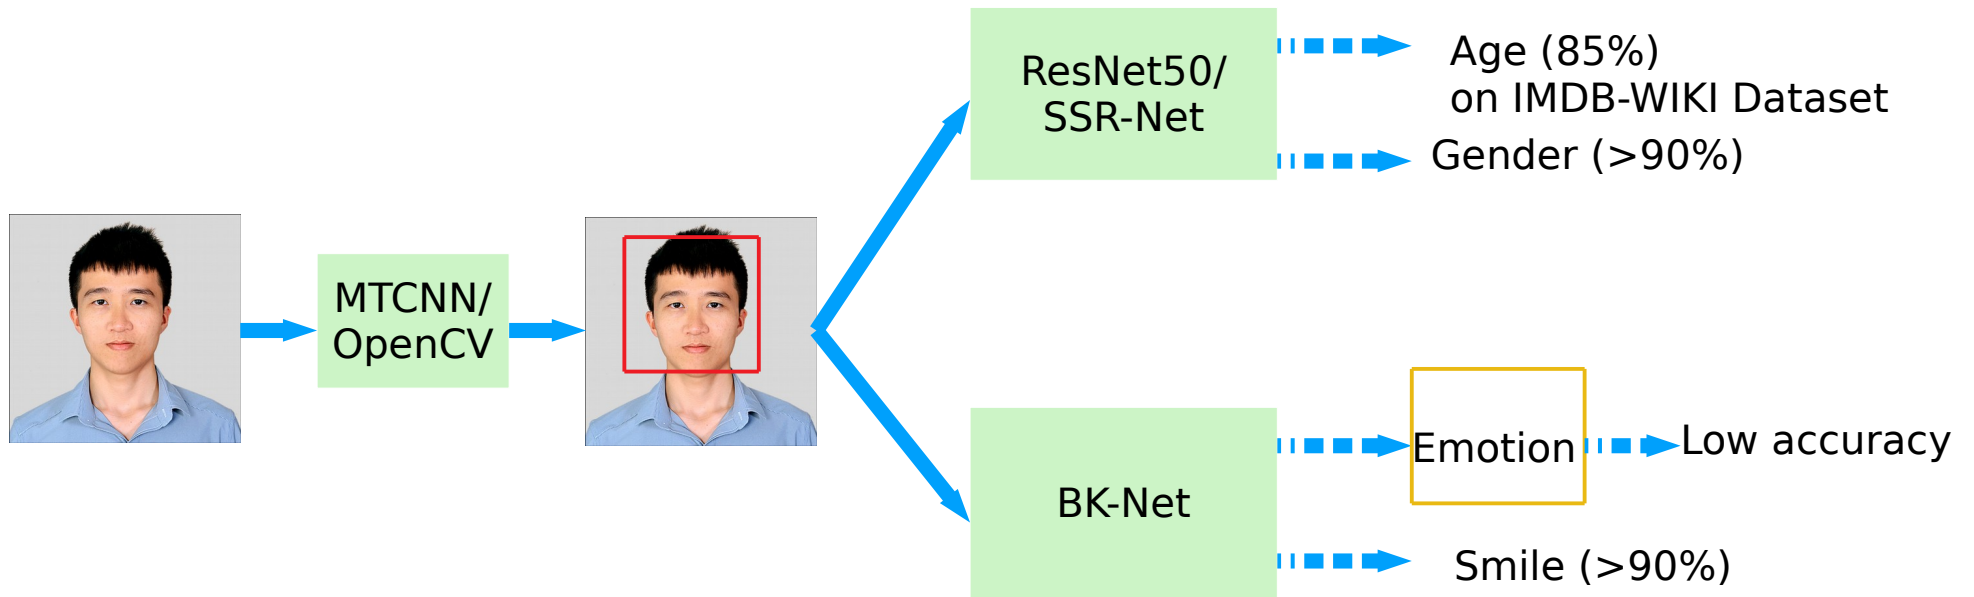 MTCNN/
OpenCV
ResNet50/
SSR-Net
Age (85%)
on IMDB-WIKI Dataset
Gender (>90%)
BK-Net
Emotion
Low accuracy
Smile (>90%)